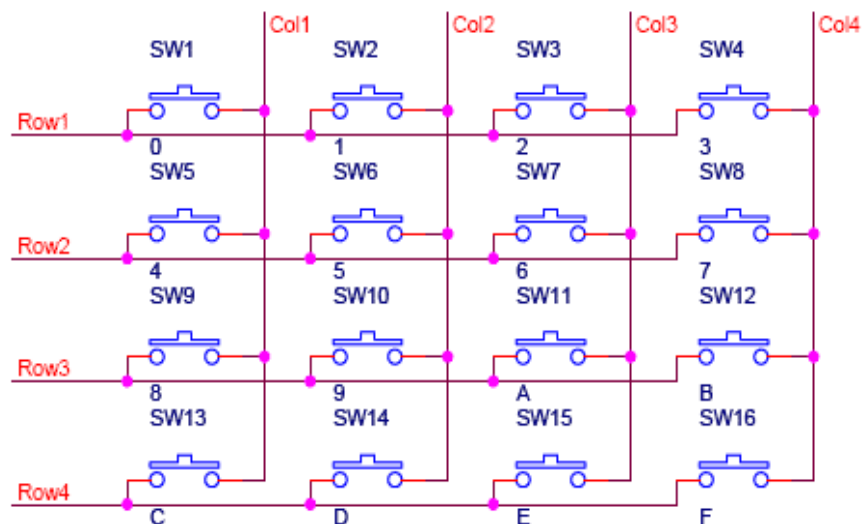 Col1 Col2 Col3 Col4
SW1 SW2 SW3 SW4
Row1
0 1 2 3
SW5 SW6 SW7 SW8
Row2
4 5 6 7
SW9 SW10 SW11 SW12
Row3
8 9 A B
SW13 SW14 SW15 SW16
Row4
C D E F